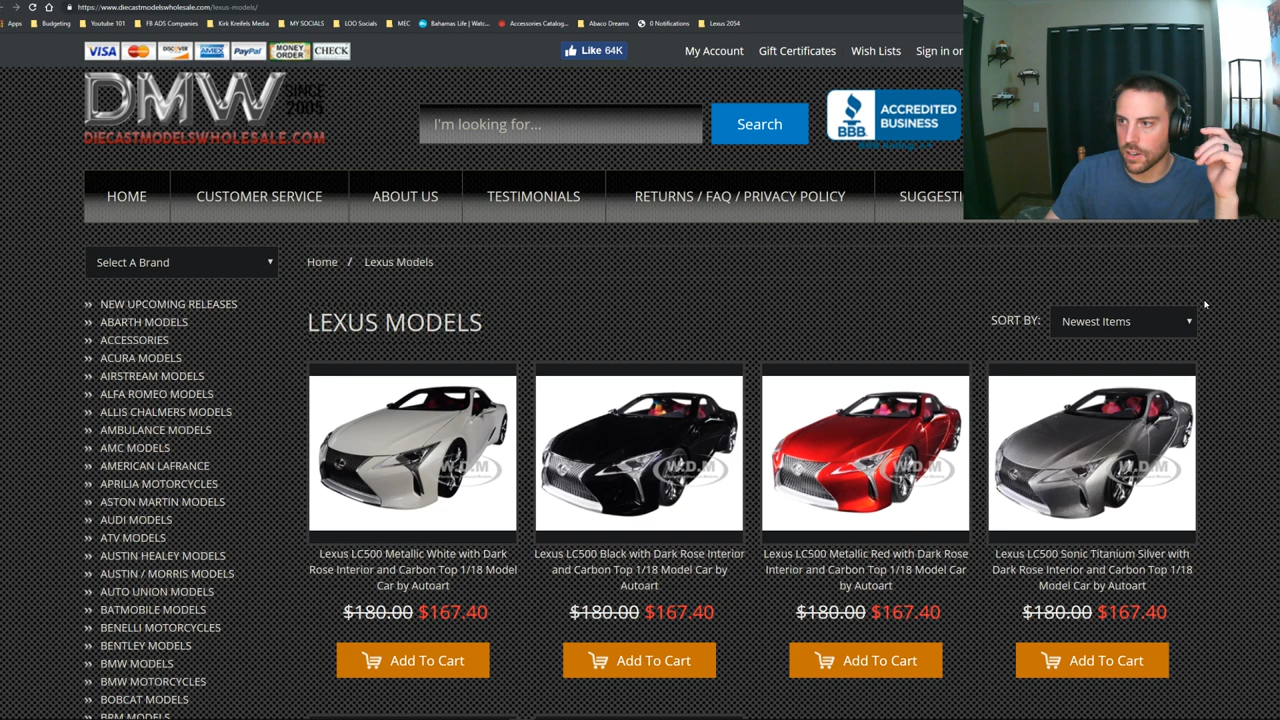 https://www.diecastmodelswholesale.com/lexus-models/
Apps Budgeting Youtube 101 FB ADS Companies Kirk Kreifels Media MY SOCIALS LOO Socials MEC Bahamas Life | Watc... Accessories Catalog... Abaco Dreams 0 Notifications Lexus 2054
VISA MasterCard DISCOVER AMEX PayPal MONEY ORDER CHECK
Like 64K
My Account Gift Certificates Wish Lists Sign in or
DMW SINCE 2005
DIECASTMODELSWHOLESALE.COM
I'm looking for...
Search
BBB.
ACCREDITED
BUSINESS
HOME CUSTOMER SERVICE ABOUT US TESTIMONIALS RETURNS / FAQ / PRIVACY POLICY SUGGESTI
Select A Brand
Home / Lexus Models
NEW UPCOMING RELEASES
ABARTH MODELS
ACCESSORIES
ACURA MODELS
AIRSTREAM MODELS
ALFA ROMEO MODELS
ALLIS CHALMERS MODELS
AMBULANCE MODELS
AMC MODELS
AMERICAN LAFRANCE
APRILIA MOTORCYCLES
ASTON MARTIN MODELS
AUDI MODELS
ATV MODELS
AUSTIN HEALEY MODELS
AUSTIN / MORRIS MODELS
AUTO UNION MODELS
BATMOBILE MODELS
BENELLI MOTORCYCLES
BENTLEY MODELS
BMW MODELS
BMW MOTORCYCLES
BOBCAT MODELS
BRM MODELS
LEXUS MODELS
SORT BY: Newest Items
W.D.M
Lexus LC500 Metallic White with Dark
Rose Interior and Carbon Top 1/18 Model
Car by Autoart
$180.00 $167.40
Add To Cart
W.D.M
Lexus LC500 Black with Dark Rose Interior
and Carbon Top 1/18 Model Car by
Autoart
$180.00 $167.40
Add To Cart
W.D.M
Lexus LC500 Metallic Red with Dark Rose
Interior and Carbon Top 1/18 Model Car
by Autoart
$180.00 $167.40
Add To Cart
W.D.M
Lexus LC500 Sonic Titanium Silver with
Dark Rose Interior and Carbon Top 1/18
Model Car by Autoart
$180.00 $167.40
Add To Cart